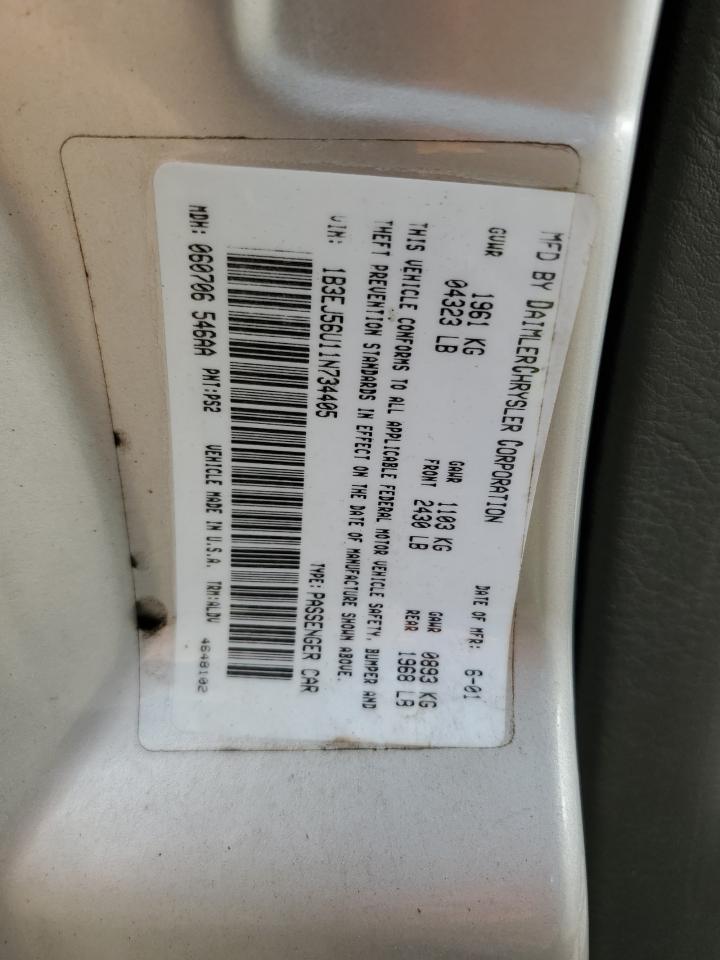 MFD BY DAIMLERCHRYSLER CORPORATION DATE OF MFR: 6-01
GVWR 1961 KG GAWR 1103 KG GAWR 0893 KG
04323 LB FRONT 2430 LB REAR 1968 LB
THIS VEHICLE CONFORMS TO ALL APPLICABLE FEDERAL MOTOR VEHICLE SAFETY, BUMPER AND
THEFT PREVENTION STANDARDS IN EFFECT ON THE DATE OF MANUFACTURE SHOWN ABOVE.
VIN: 1B3EJ56U11N734405 TYPE: PASSENGER CAR
MDH: 060706 546AA PNT:PS2 VEHICLE MADE IN U.S.A. TRM:ALDV 4648102